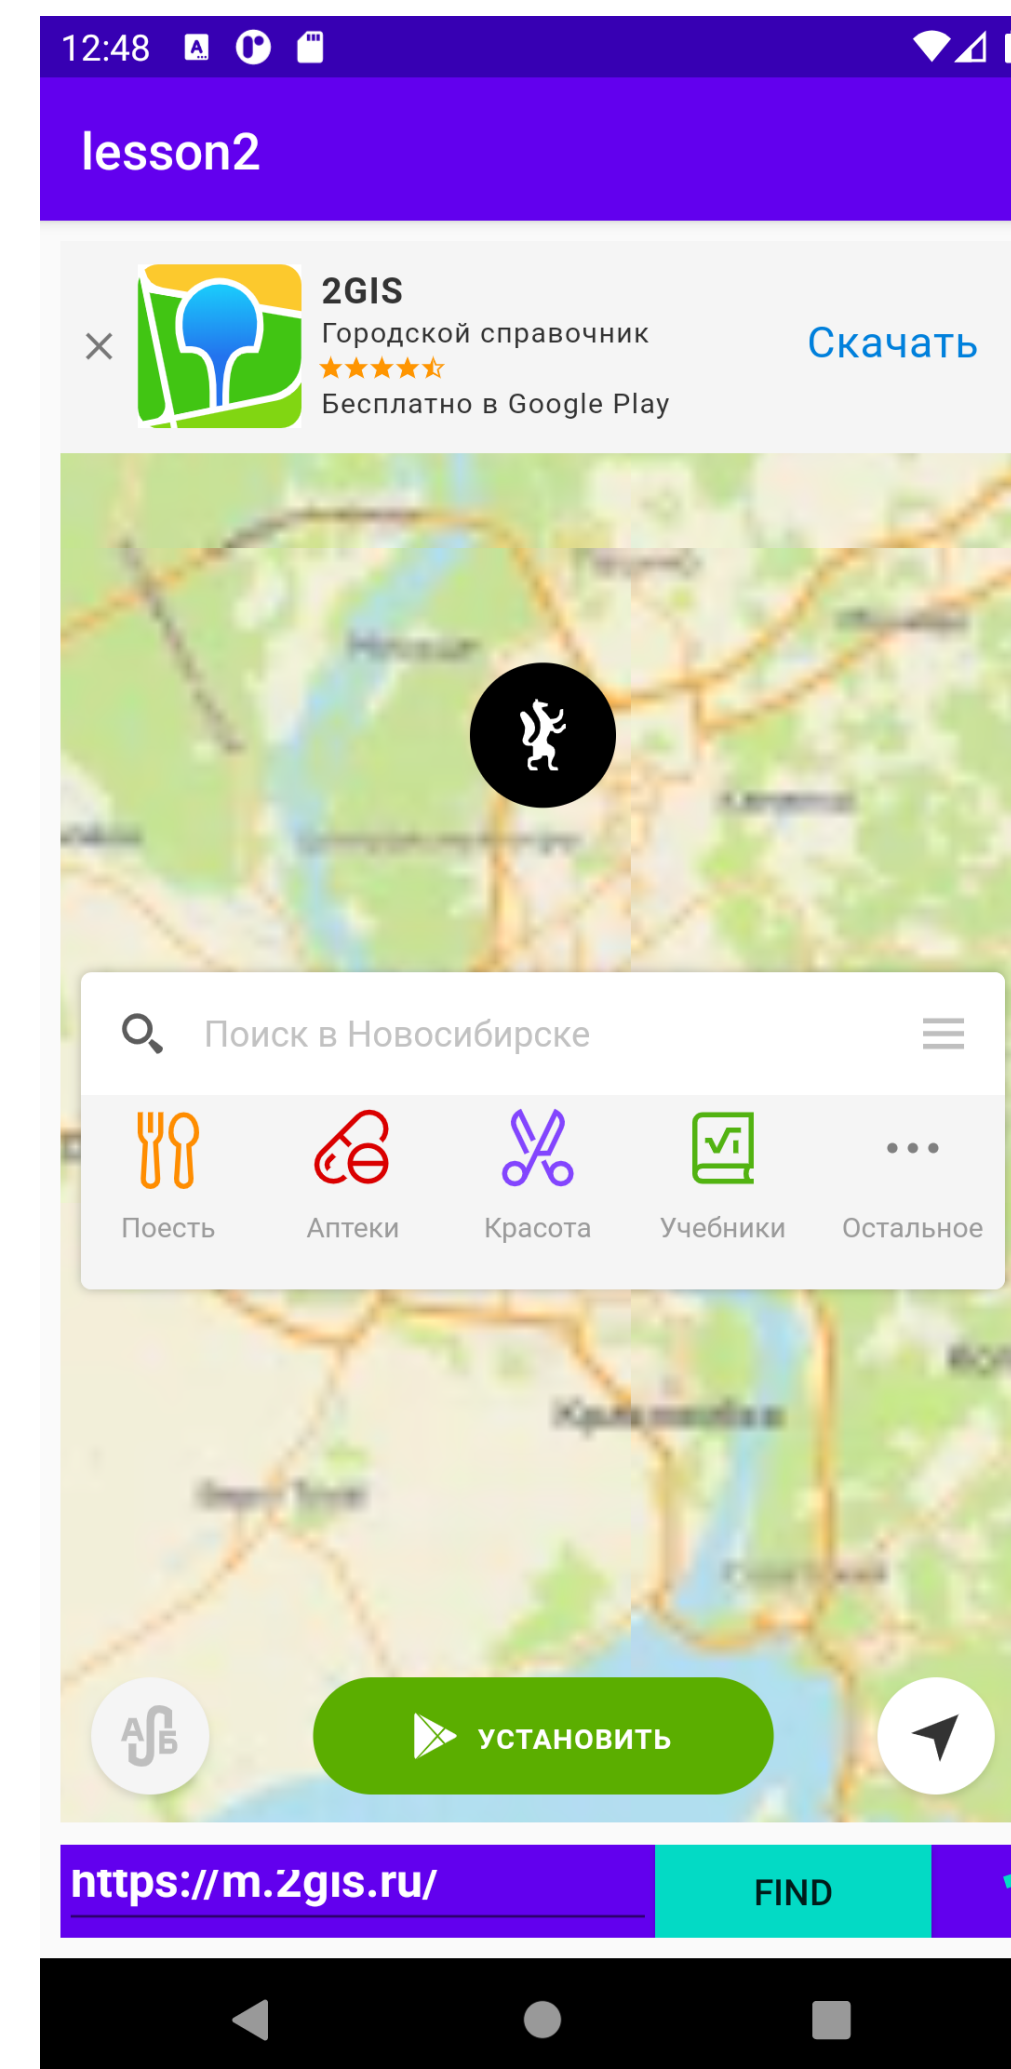 12:48
lesson2
2GIS
Городской справочник
Бесплатно в Google Play
Скачать
Поиск в Новосибирске
Поесть
Аптеки
Красота
Учебники
Остальное
А Б
УСТАНОВИТЬ
https://m.2gis.ru/
FIND